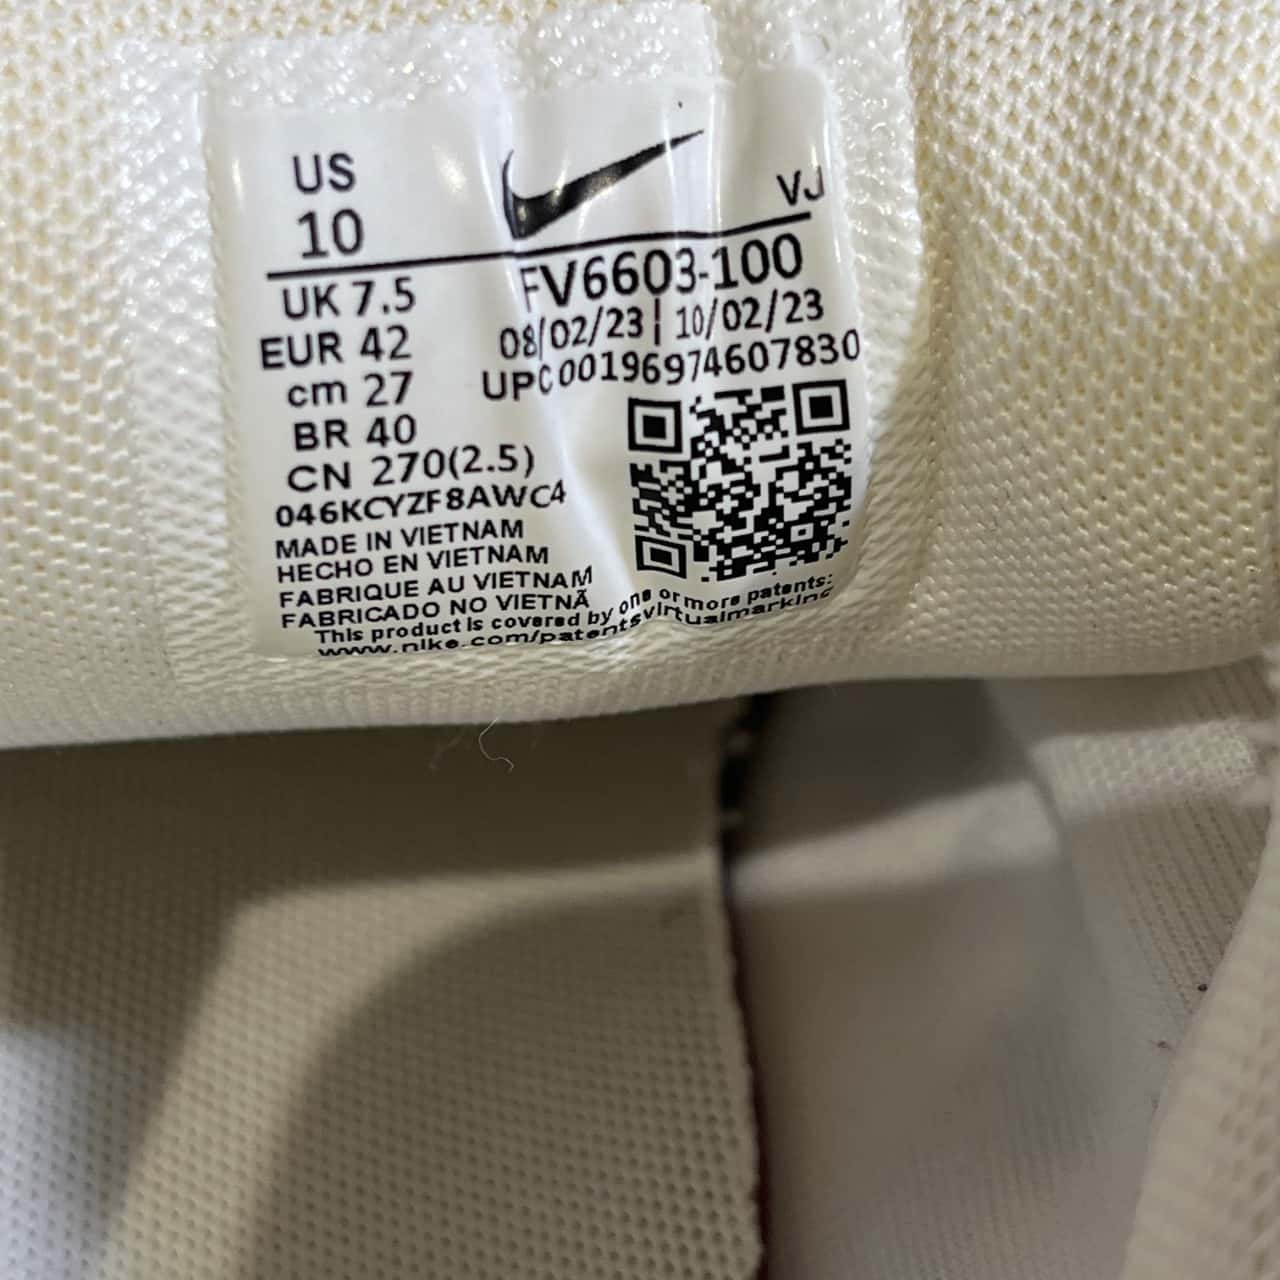 US
10
VJ
UK 7.5
EUR 42
cm 27
BR 40
CN 270(2.5)
FV6603-100
08/02/23 | 10/02/23
UPC00196974607830
046KCYZF8AWC4
MADE IN VIETNAM
HECHO EN VIETNAM
FABRIQUE AU VIETNAM
FABRICADO NO VIETNÃ
This product is covered by one or more patents:
www.nike.com/patentsvirtualmarking